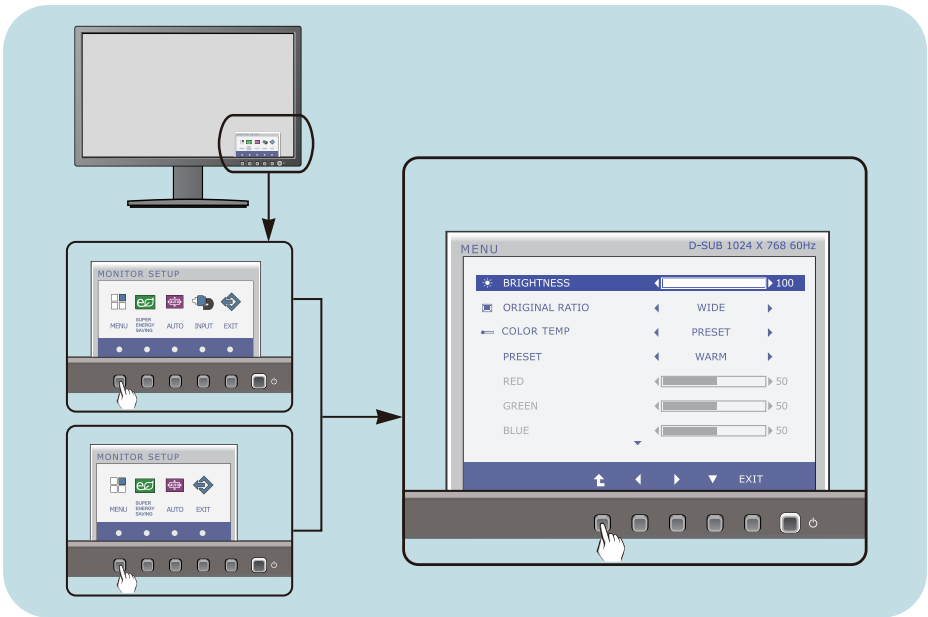 MONITOR SETUP
MENU
SUPER
ENERGY
SAVING
AUTO
INPUT
EXIT
MONITOR SETUP
MENU
SUPER
ENERGY
SAVING
AUTO
EXIT
MENU D-SUB 1024 X 768 60Hz
BRIGHTNESS 100
ORIGINAL RATIO WIDE
COLOR TEMP PRESET
PRESET WARM
RED 50
GREEN 50
BLUE 50
EXIT